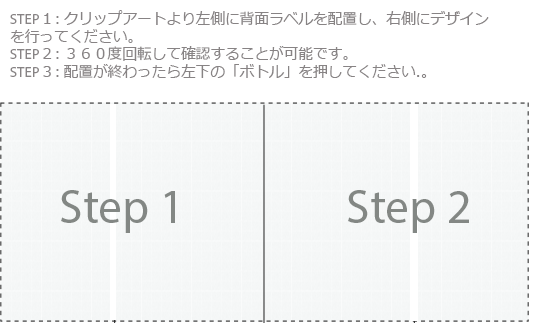 STEP 1 : クリップアートより左側に背面ラベルを配置し、右側にデザイン
を行ってください。
STEP 2 : ３６０度回転して確認することが可能です。
STEP 3 : 配置が終わったら左下の「ボトル」を押してください.。
Step 1
Step 2